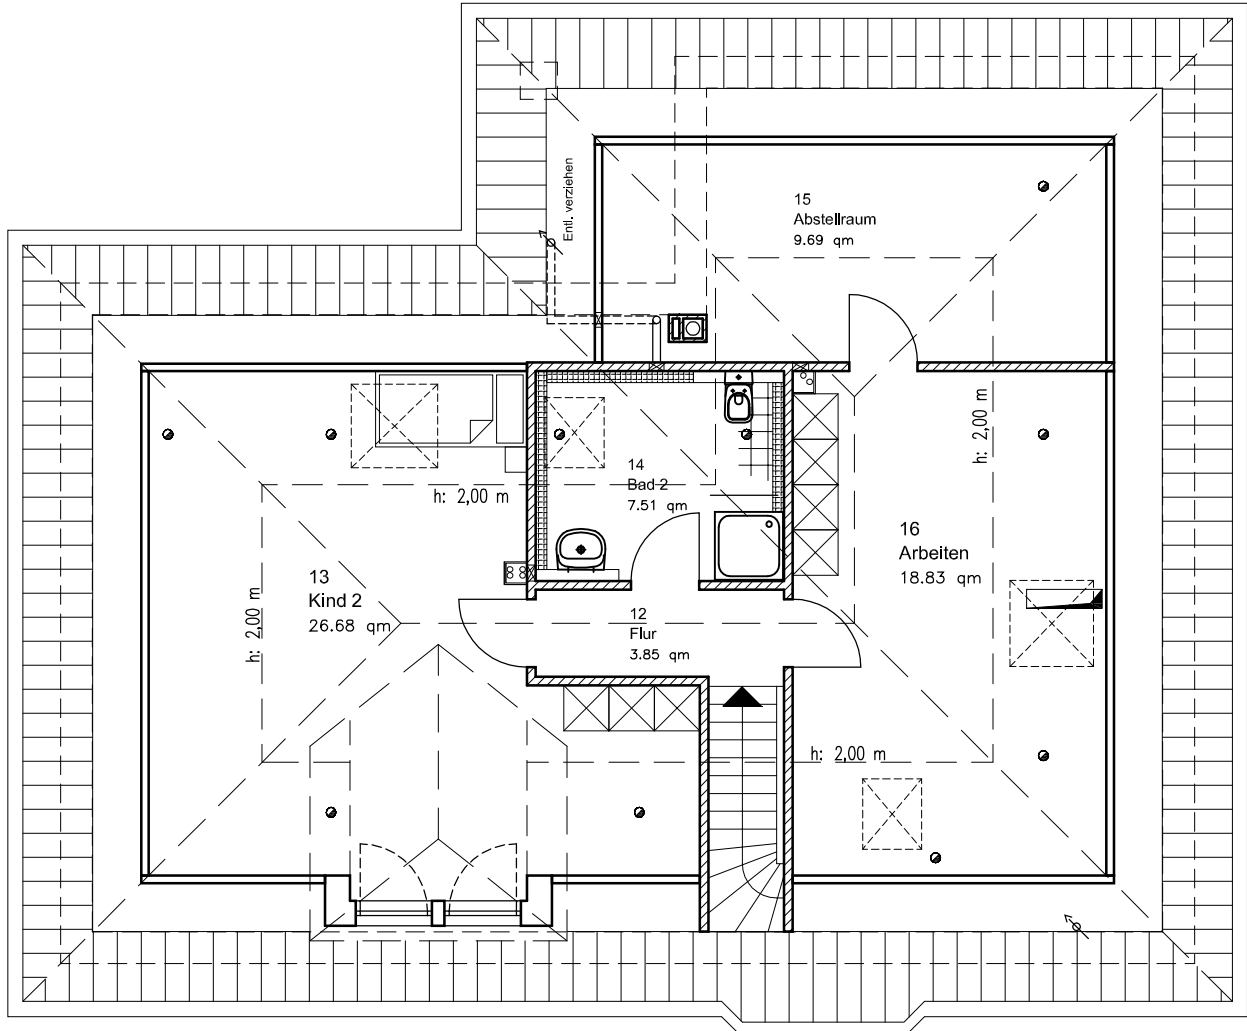 Entl. verziehen
15
Abstellraum
9.69 qm
h: 2,00 m
14
Bad 2
7.51 qm
h: 2,00 m
16
Arbeiten
18.83 qm
13
Kind 2
26.68 qm
h: 2,00 m
12
Flur
3.85 qm
h: 2,00 m